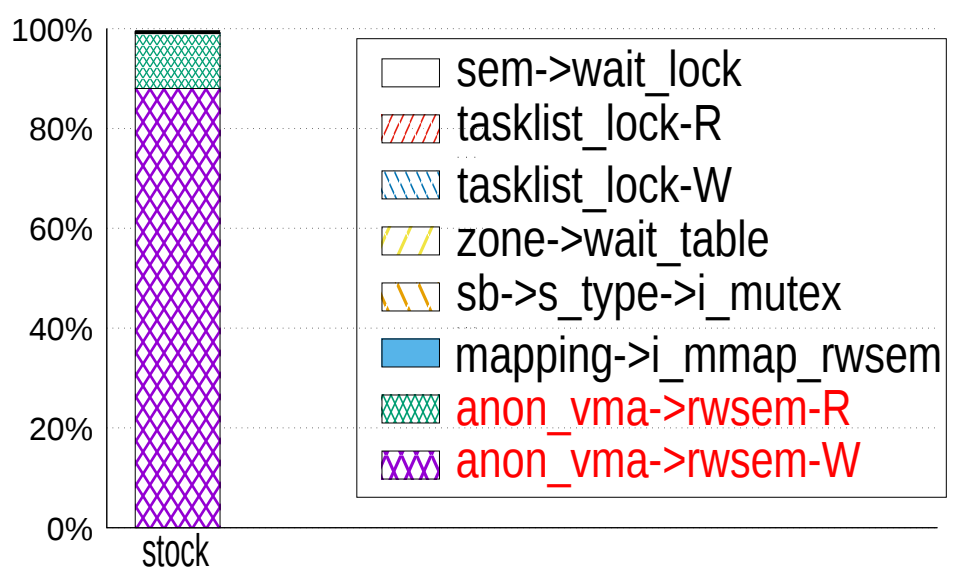 100%
80%
60%
40%
20%
0%
stock
sem->wait_lock
tasklist_lock-R
tasklist_lock-W
zone->wait_table
sb->s_type->i_mutex
mapping->i_mmap_rwsem
anon_vma->rwsem-R
anon_vma->rwsem-W